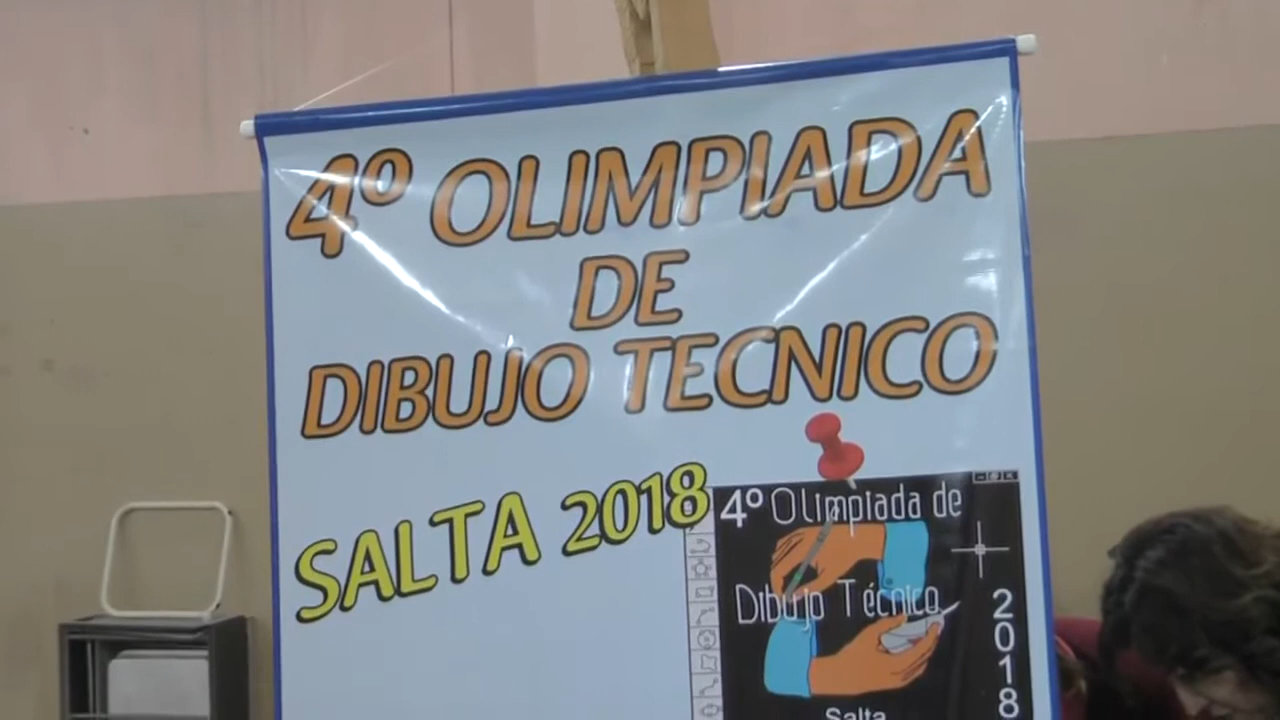 4º OLIMPIADA
DE
DIBUJO TECNICO
SALTA 2018
4º Olimpiada de
Dibujo Técnico
2018
Salta